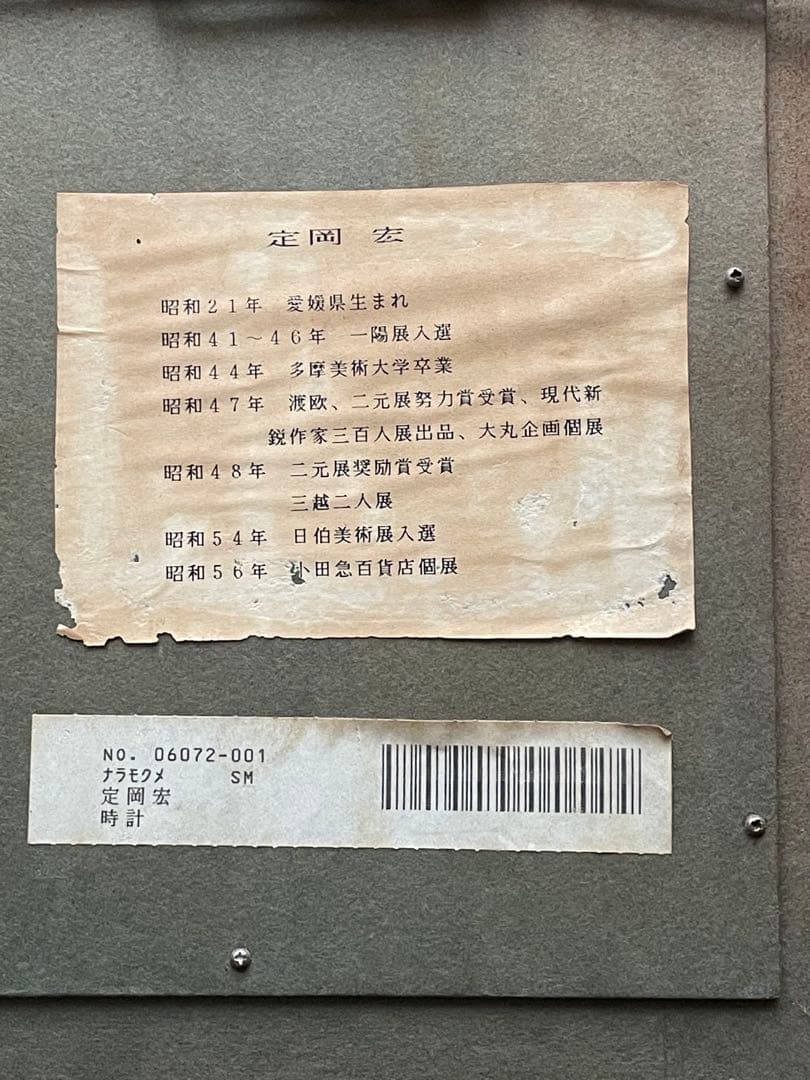 定岡 宏
昭和21年 愛媛県生まれ
昭和41~46年 一陽展入選
昭和44年 多摩美術大学卒業
昭和47年 渡欧、二元展努力賞受賞、現代新
鋭作家三百人展出品、大丸企画個展
昭和48年 二元展奨励賞受賞
三越二人展
昭和54年 日伯美術展入選
昭和56年 小田急百貨店個展
NO. 06072-001
ナラモクメ SM
定岡宏
時計